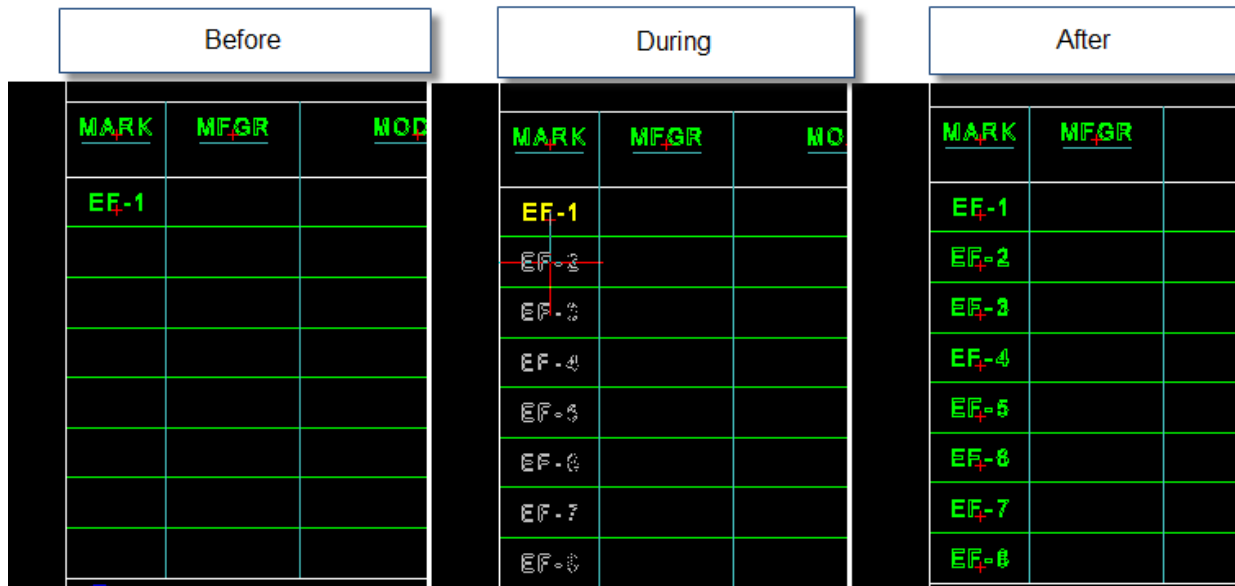 Before
MARK MFGR MOD
EF-1
During
MARK MFGR MO
EF-1
EF-2
EF-3
EF-4
EF-5
EF-6
EF-7
EF-8
After
MARK MFGR
EF-1
EF-2
EF-3
EF-4
EF-5
EF-6
EF-7
EF-8